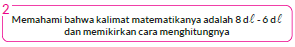 2
Memahami bahwa kalimat matematikanya adalah 8 dℓ - 6 dℓ
dan memikirkan cara menghitungnya